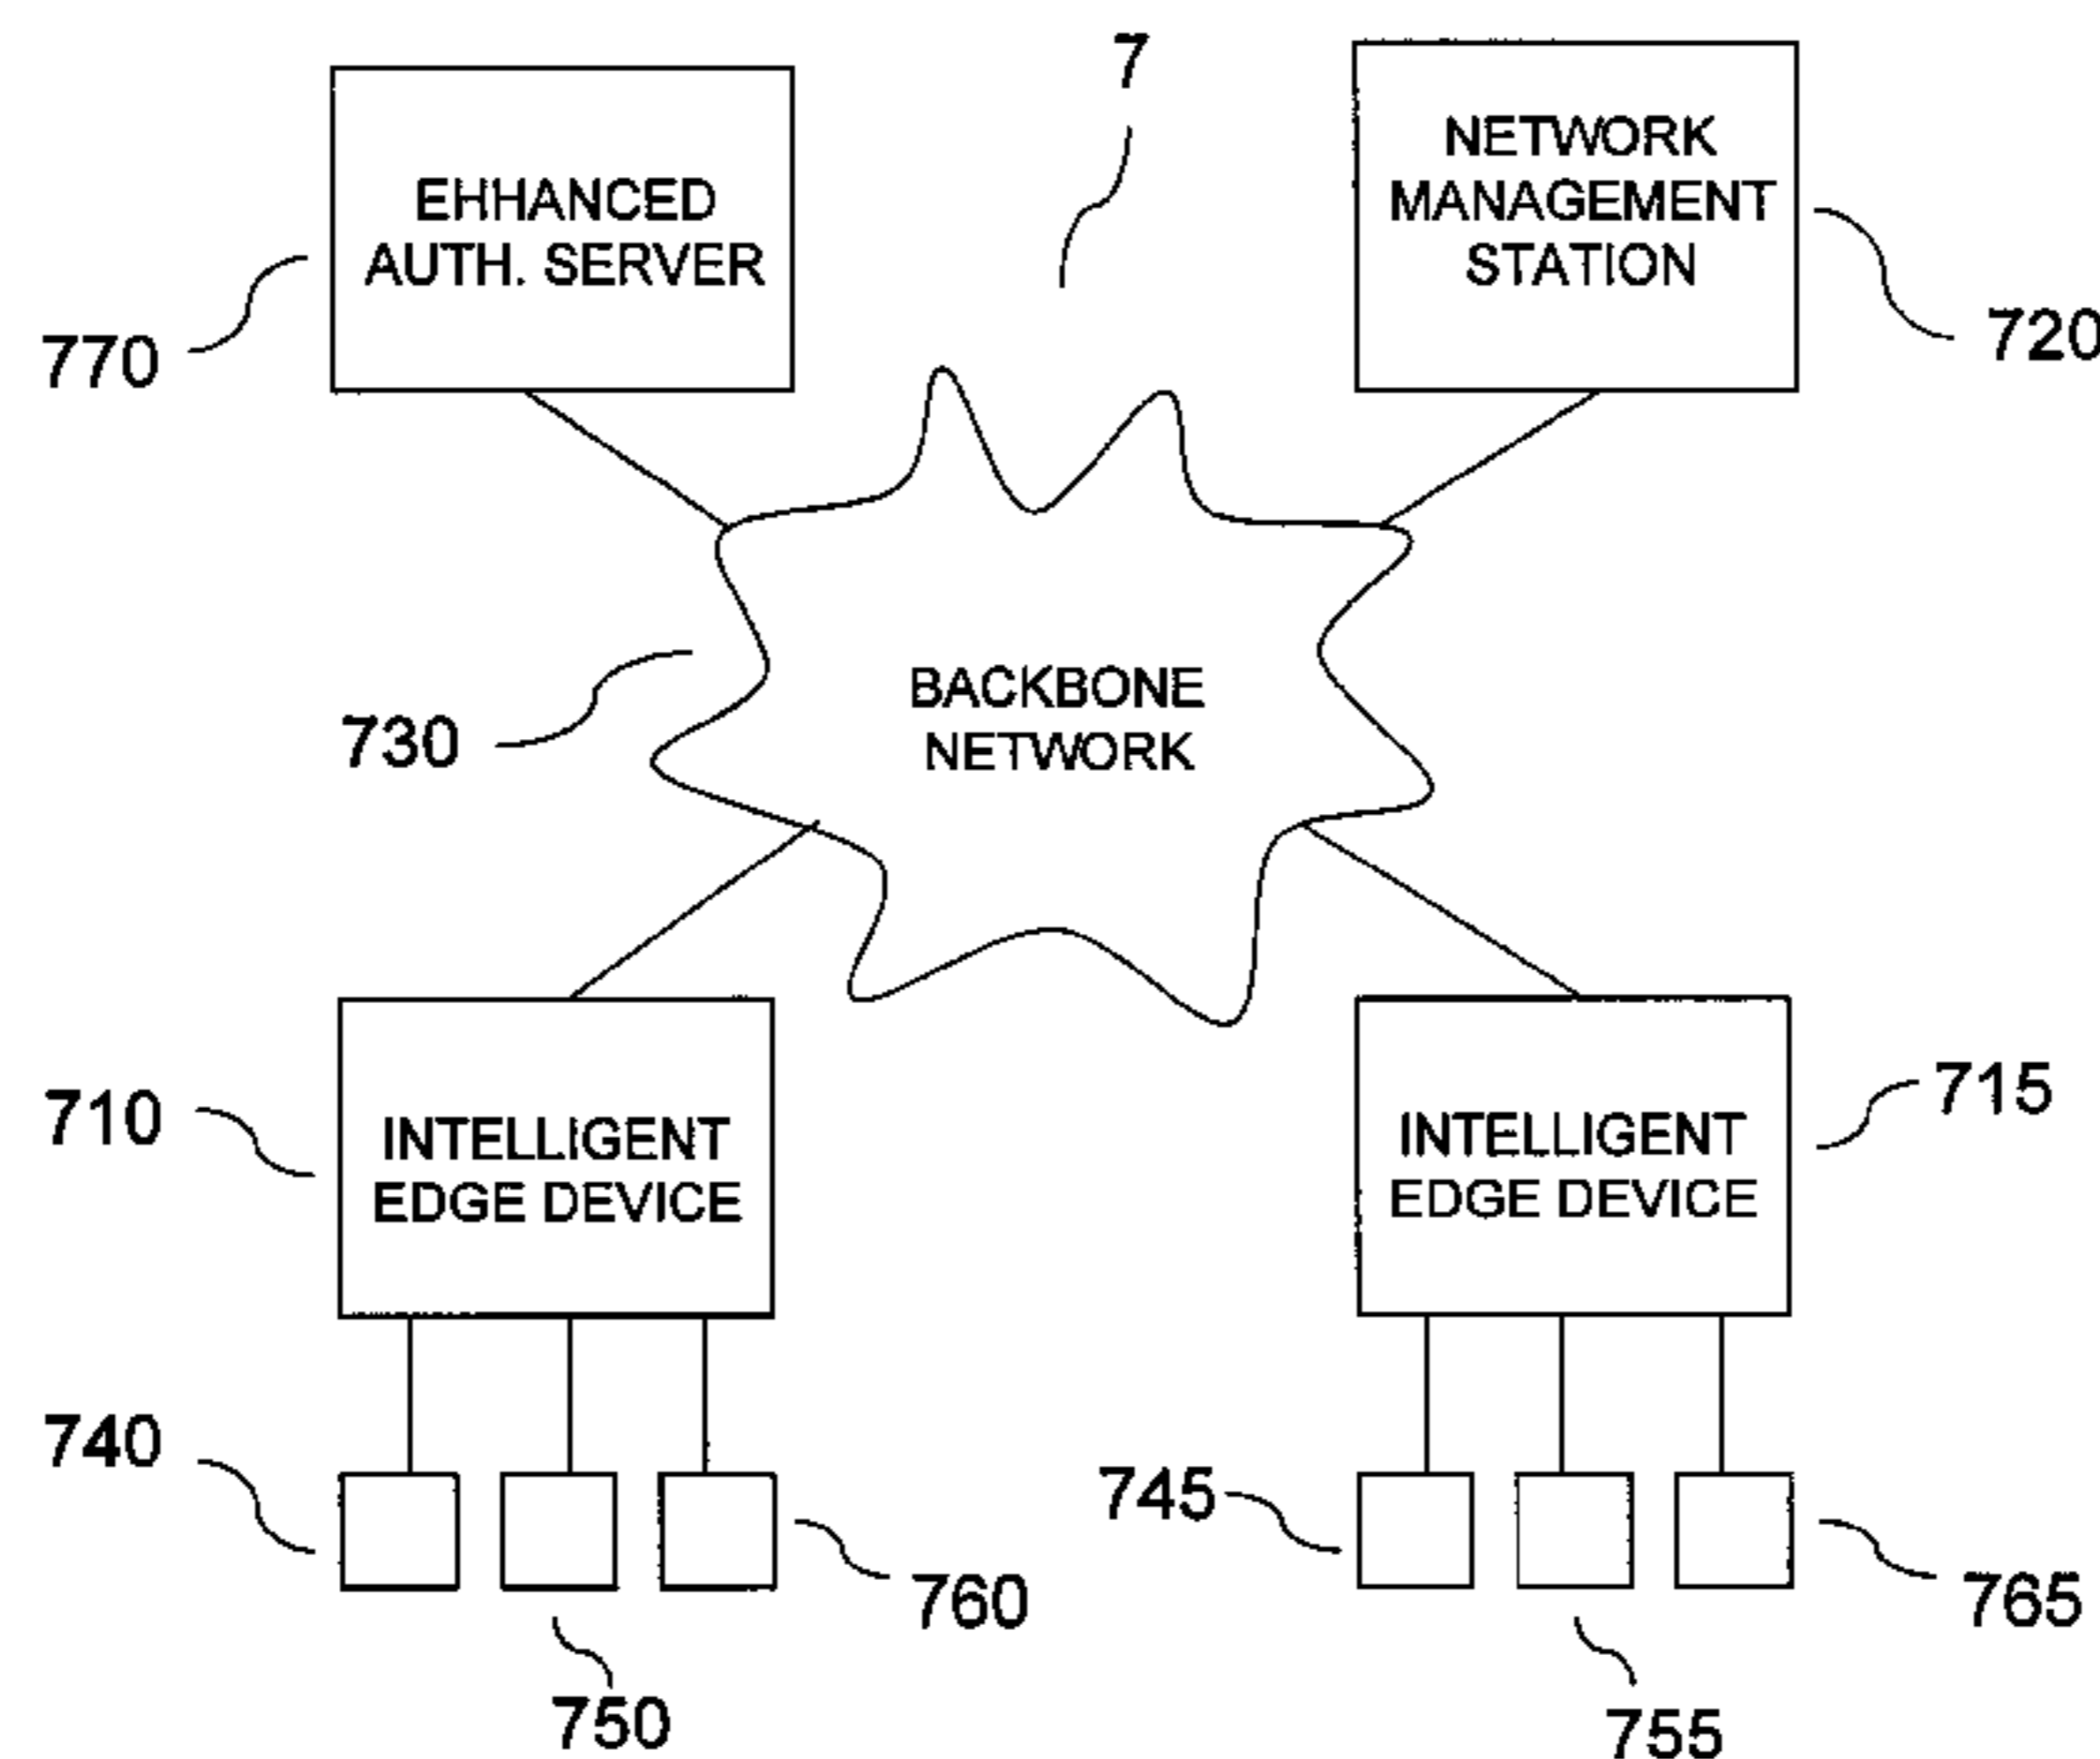 7
NETWORK
MANAGEMENT
STATION
EHHANCED
AUTH. SERVER
770
720
BACKBONE
NETWORK
730
710
INTELLIGENT
EDGE DEVICE
INTELLIGENT
EDGE DEVICE
715
740
750
760
745
755
765